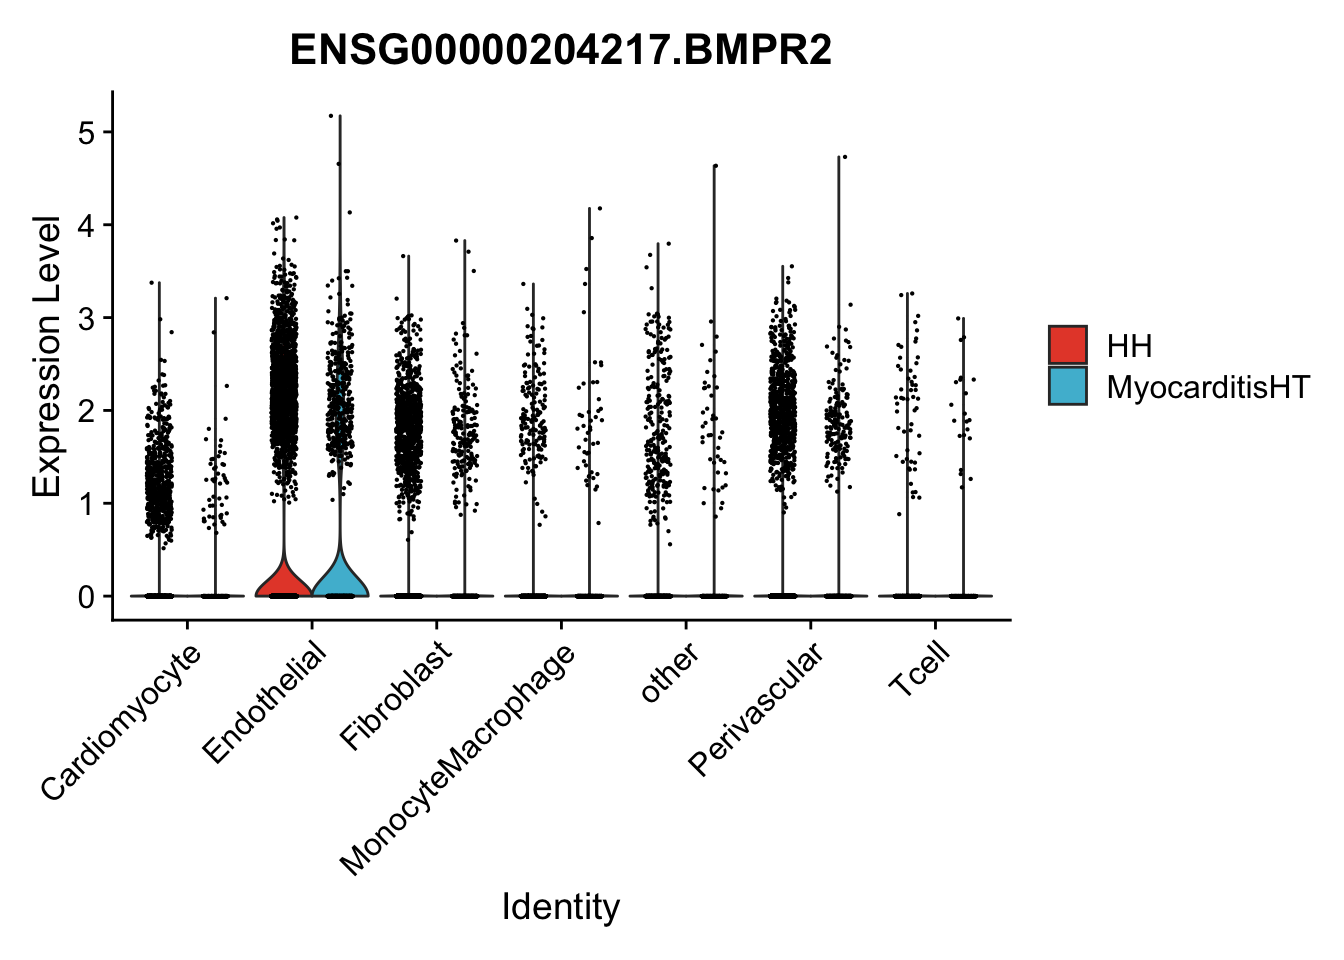 ENSG00000204217.BMPR2
Expression Level
5
4
3
2
1
0
Cardiomyocyte
Endothelial
Fibroblast
MonocyteMacrophage
other
Perivascular
Tcell
Identity
HH
MyocarditisHT